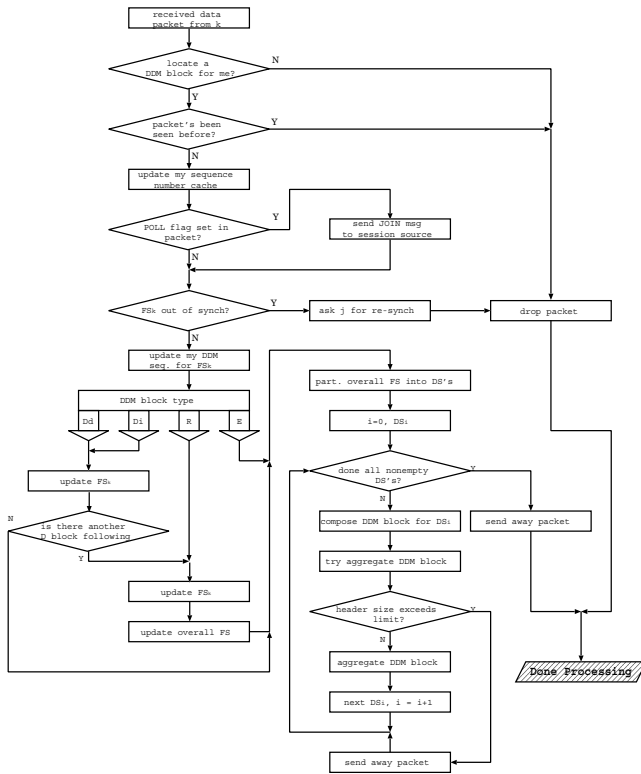 received data
packet from k
locate a
DDM block for me?
N
Y
packet's been
seen before?
Y
N
update my sequence
number cache
POLL flag set in
packet?
Y
N
send JOIN msg
to session source
FSk out of synch?
Y
N
ask j for re-synch
drop packet
update my DDM
seq. for FSk
DDM block type
Dd
Di
R
E
update FSk
is there another
D block following
N
Y
update FSk
update overall FS
part. overall FS into DS's
i=0, DSi
done all nonempty
DS's?
Y
N
compose DDM block for DSi
send away packet
try aggregate DDM block
header size exceeds
limit?
Y
N
aggregate DDM block
next DSi, i = i+1
send away packet
Done Processing